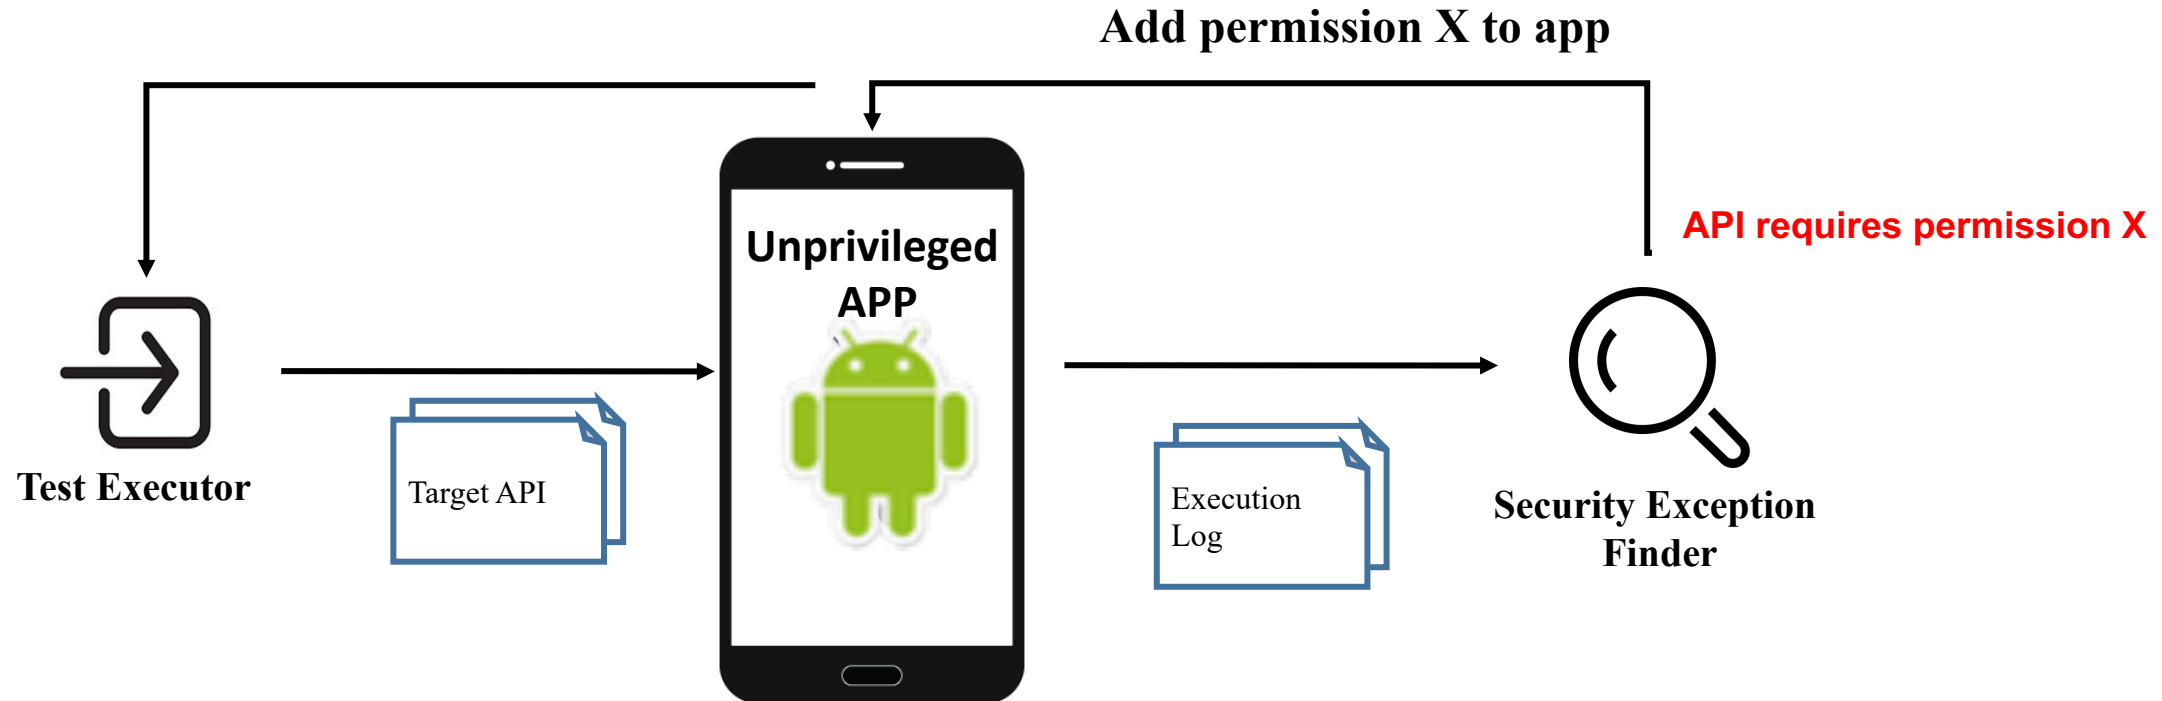 Add permission X to app
API requires permission X
Unprivileged
APP
Target API
Test Executor
Execution
Log
Security Exception
Finder